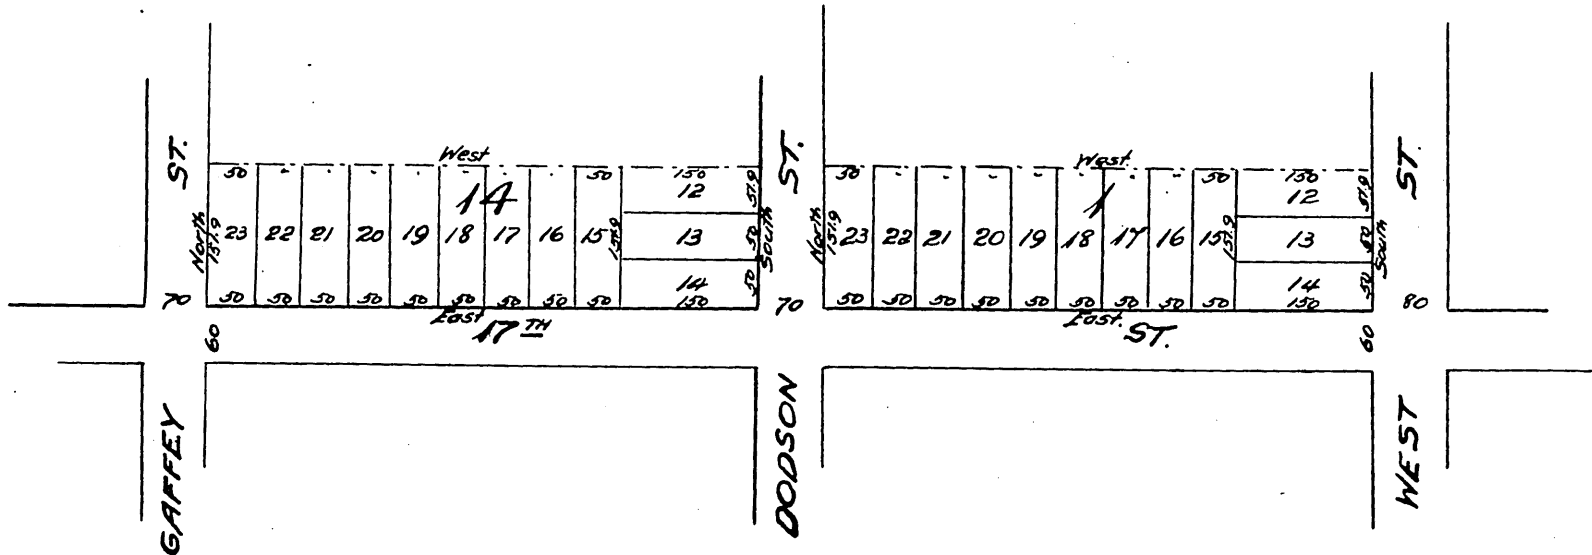 West West.
50 50 150 50 50 150
14 12 1 12
57.9 57.9
ST. ST. ST.
23 22 21 20 19 18 17 16 15 13 23 22 21 20 19 18 17 16 15 13
North 151.9 151.9 50 South North 151.9 151.9 50 South
14 50 14 50
70 50 50 50 50 50 50 50 50 50 150 70 50 50 50 50 50 50 50 50 50 150 80
East East.
60 17TH ST. 60
GAFFEY DODSON WEST